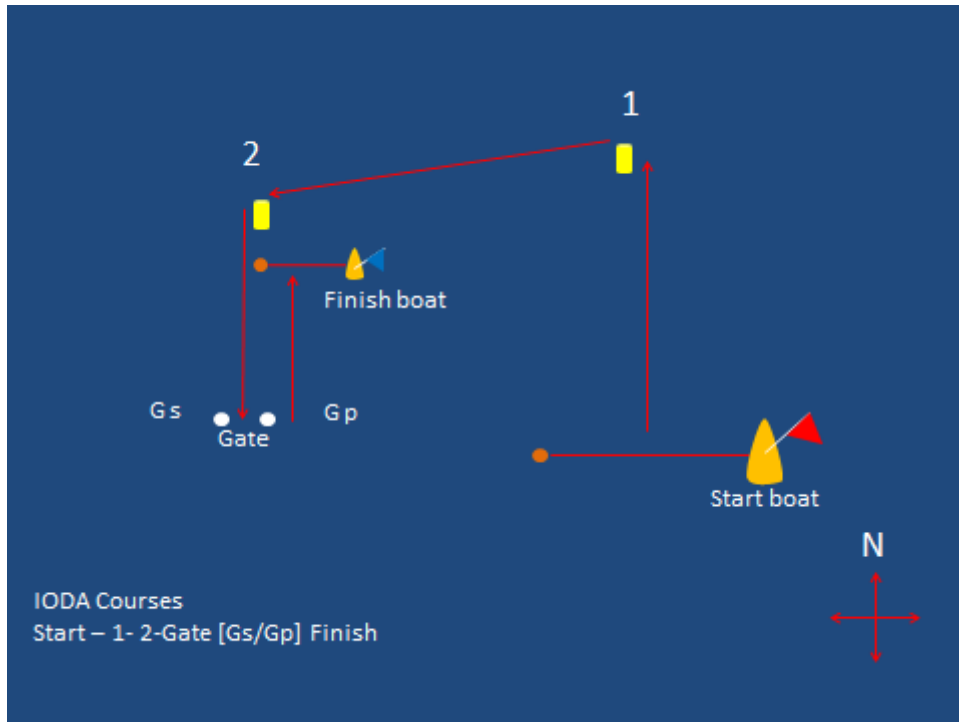 1
2
Finish boat
G s
G p
Gate
Start boat
N
IODA Courses
Start – 1- 2-Gate [Gs/Gp] Finish